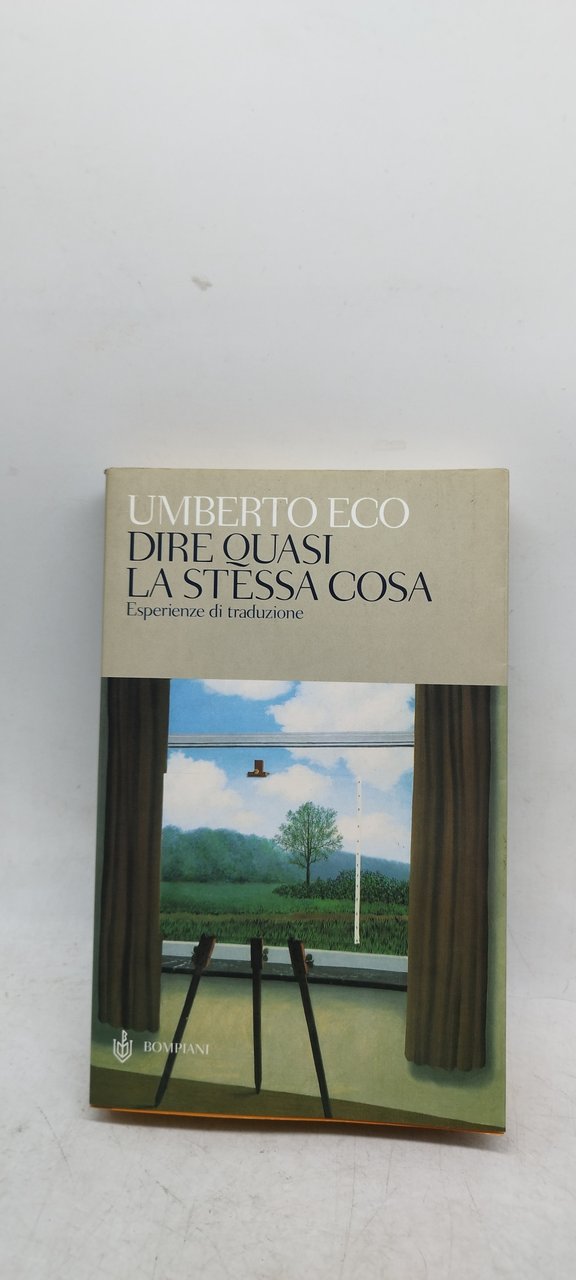 UMBERTO ECO
DIRE QUASI
LA STESSA COSA
Esperienze di traduzione
BOMPIANI